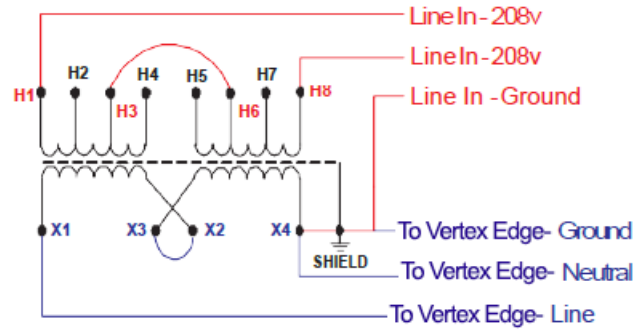 Line In - 208v
Line In - 208v
H1 H2 H3 H4 H5 H6 H7 H8
Line In - Ground
X1 X3 X2 X4
SHIELD
To Vertex Edge- Ground
To Vertex Edge- Neutral
To Vertex Edge- Line